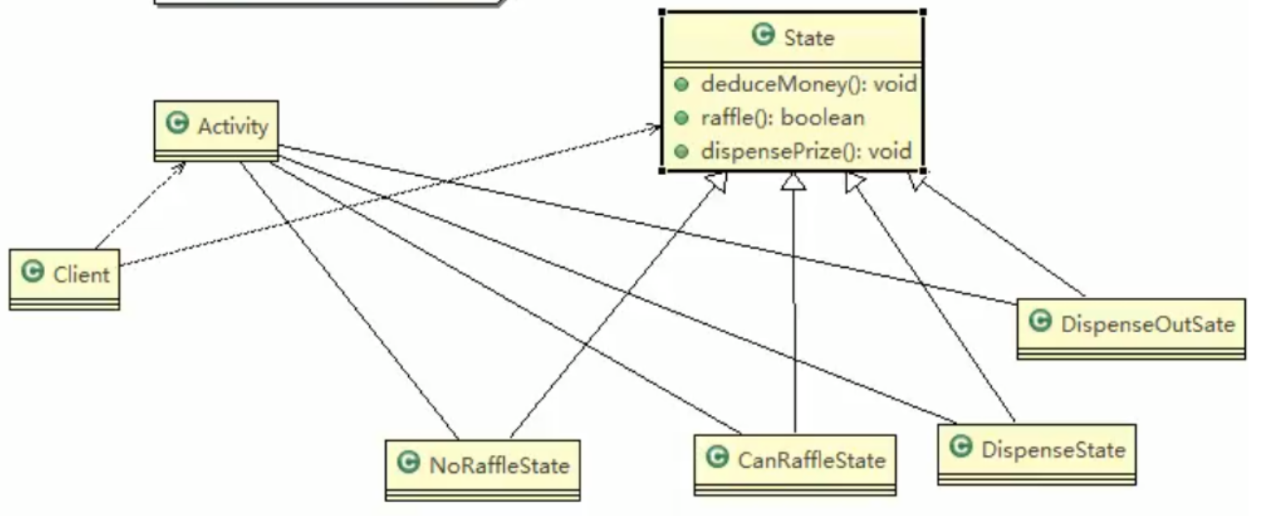 C State
deduceMoney(): void
raffle(): boolean
dispensePrize(): void
C Activity
C Client
C DispenseOutSate
C NoRaffleState
C CanRaffleState
C DispenseState